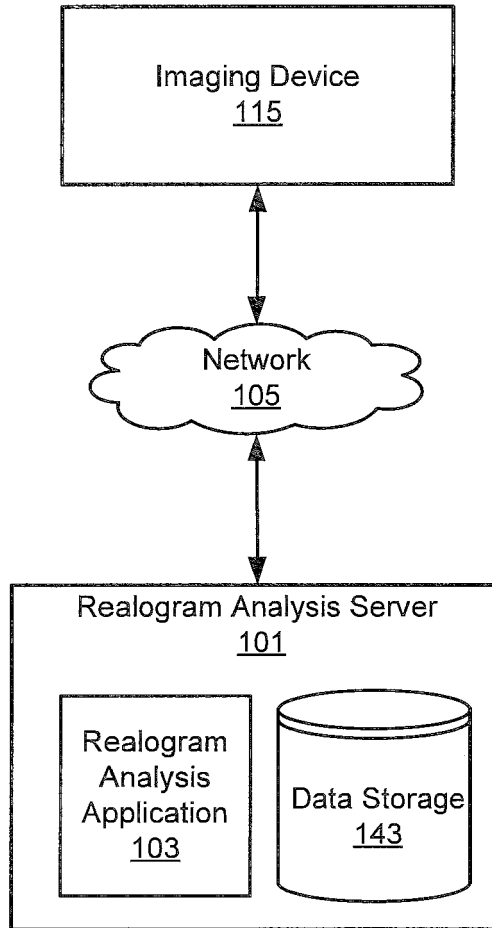 Imaging Device
115
Network
105
Realogram Analysis Server
101
Realogram
Analysis
Application
103
Data Storage
143